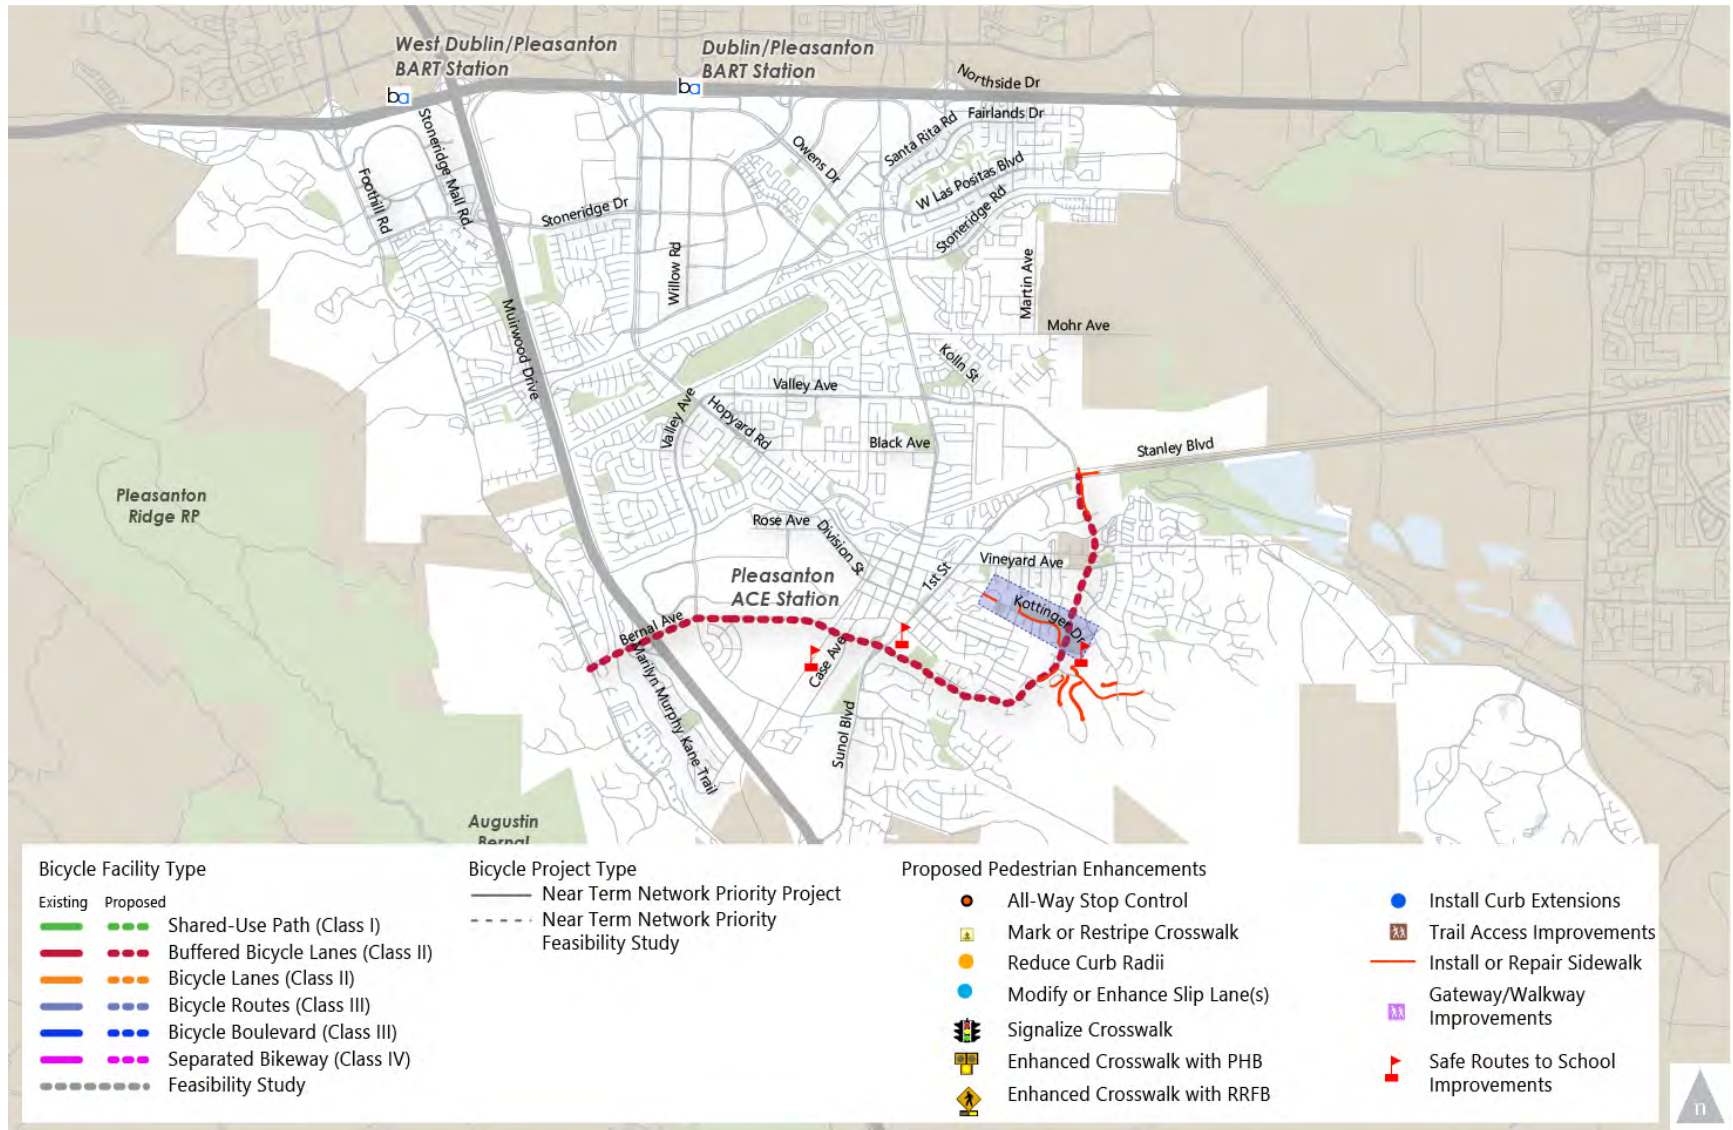 West Dublin/Pleasanton
BART Station
Dublin/Pleasanton
BART Station
ba
ba
Northside Dr
Fairlands Dr
Santa Rita Rd
Owens Dr
W Las Positas Blvd
Stoneridge Rd
Stoneridge Mall Rd.
Foothill Rd
Stoneridge Dr
Willow Rd
Martin Ave
Mohr Ave
Muirwood Drive
Kolln St
Valley Ave
Valley Ave
Hopyard Rd
Black Ave
Stanley Blvd
Pleasanton
Ridge RP
Rose Ave
Division St
Vineyard Ave
1st St
Pleasanton
ACE Station
Kottinger Dr
Bernal Ave
Case Ave
Marilyn Murphy Kane Trail
Sunol Blvd
Augustin
Bernal
Bicycle Facility Type
Existing Proposed
Shared-Use Path (Class I)
Buffered Bicycle Lanes (Class II)
Bicycle Lanes (Class II)
Bicycle Routes (Class III)
Bicycle Boulevard (Class III)
Separated Bikeway (Class IV)
Feasibility Study
Bicycle Project Type
Near Term Network Priority Project
Near Term Network Priority
Feasibility Study
Proposed Pedestrian Enhancements
All-Way Stop Control
Mark or Restripe Crosswalk
Reduce Curb Radii
Modify or Enhance Slip Lane(s)
Signalize Crosswalk
Enhanced Crosswalk with PHB
Enhanced Crosswalk with RRFB
Install Curb Extensions
Trail Access Improvements
Install or Repair Sidewalk
Gateway/Walkway
Improvements
Safe Routes to School
Improvements
n